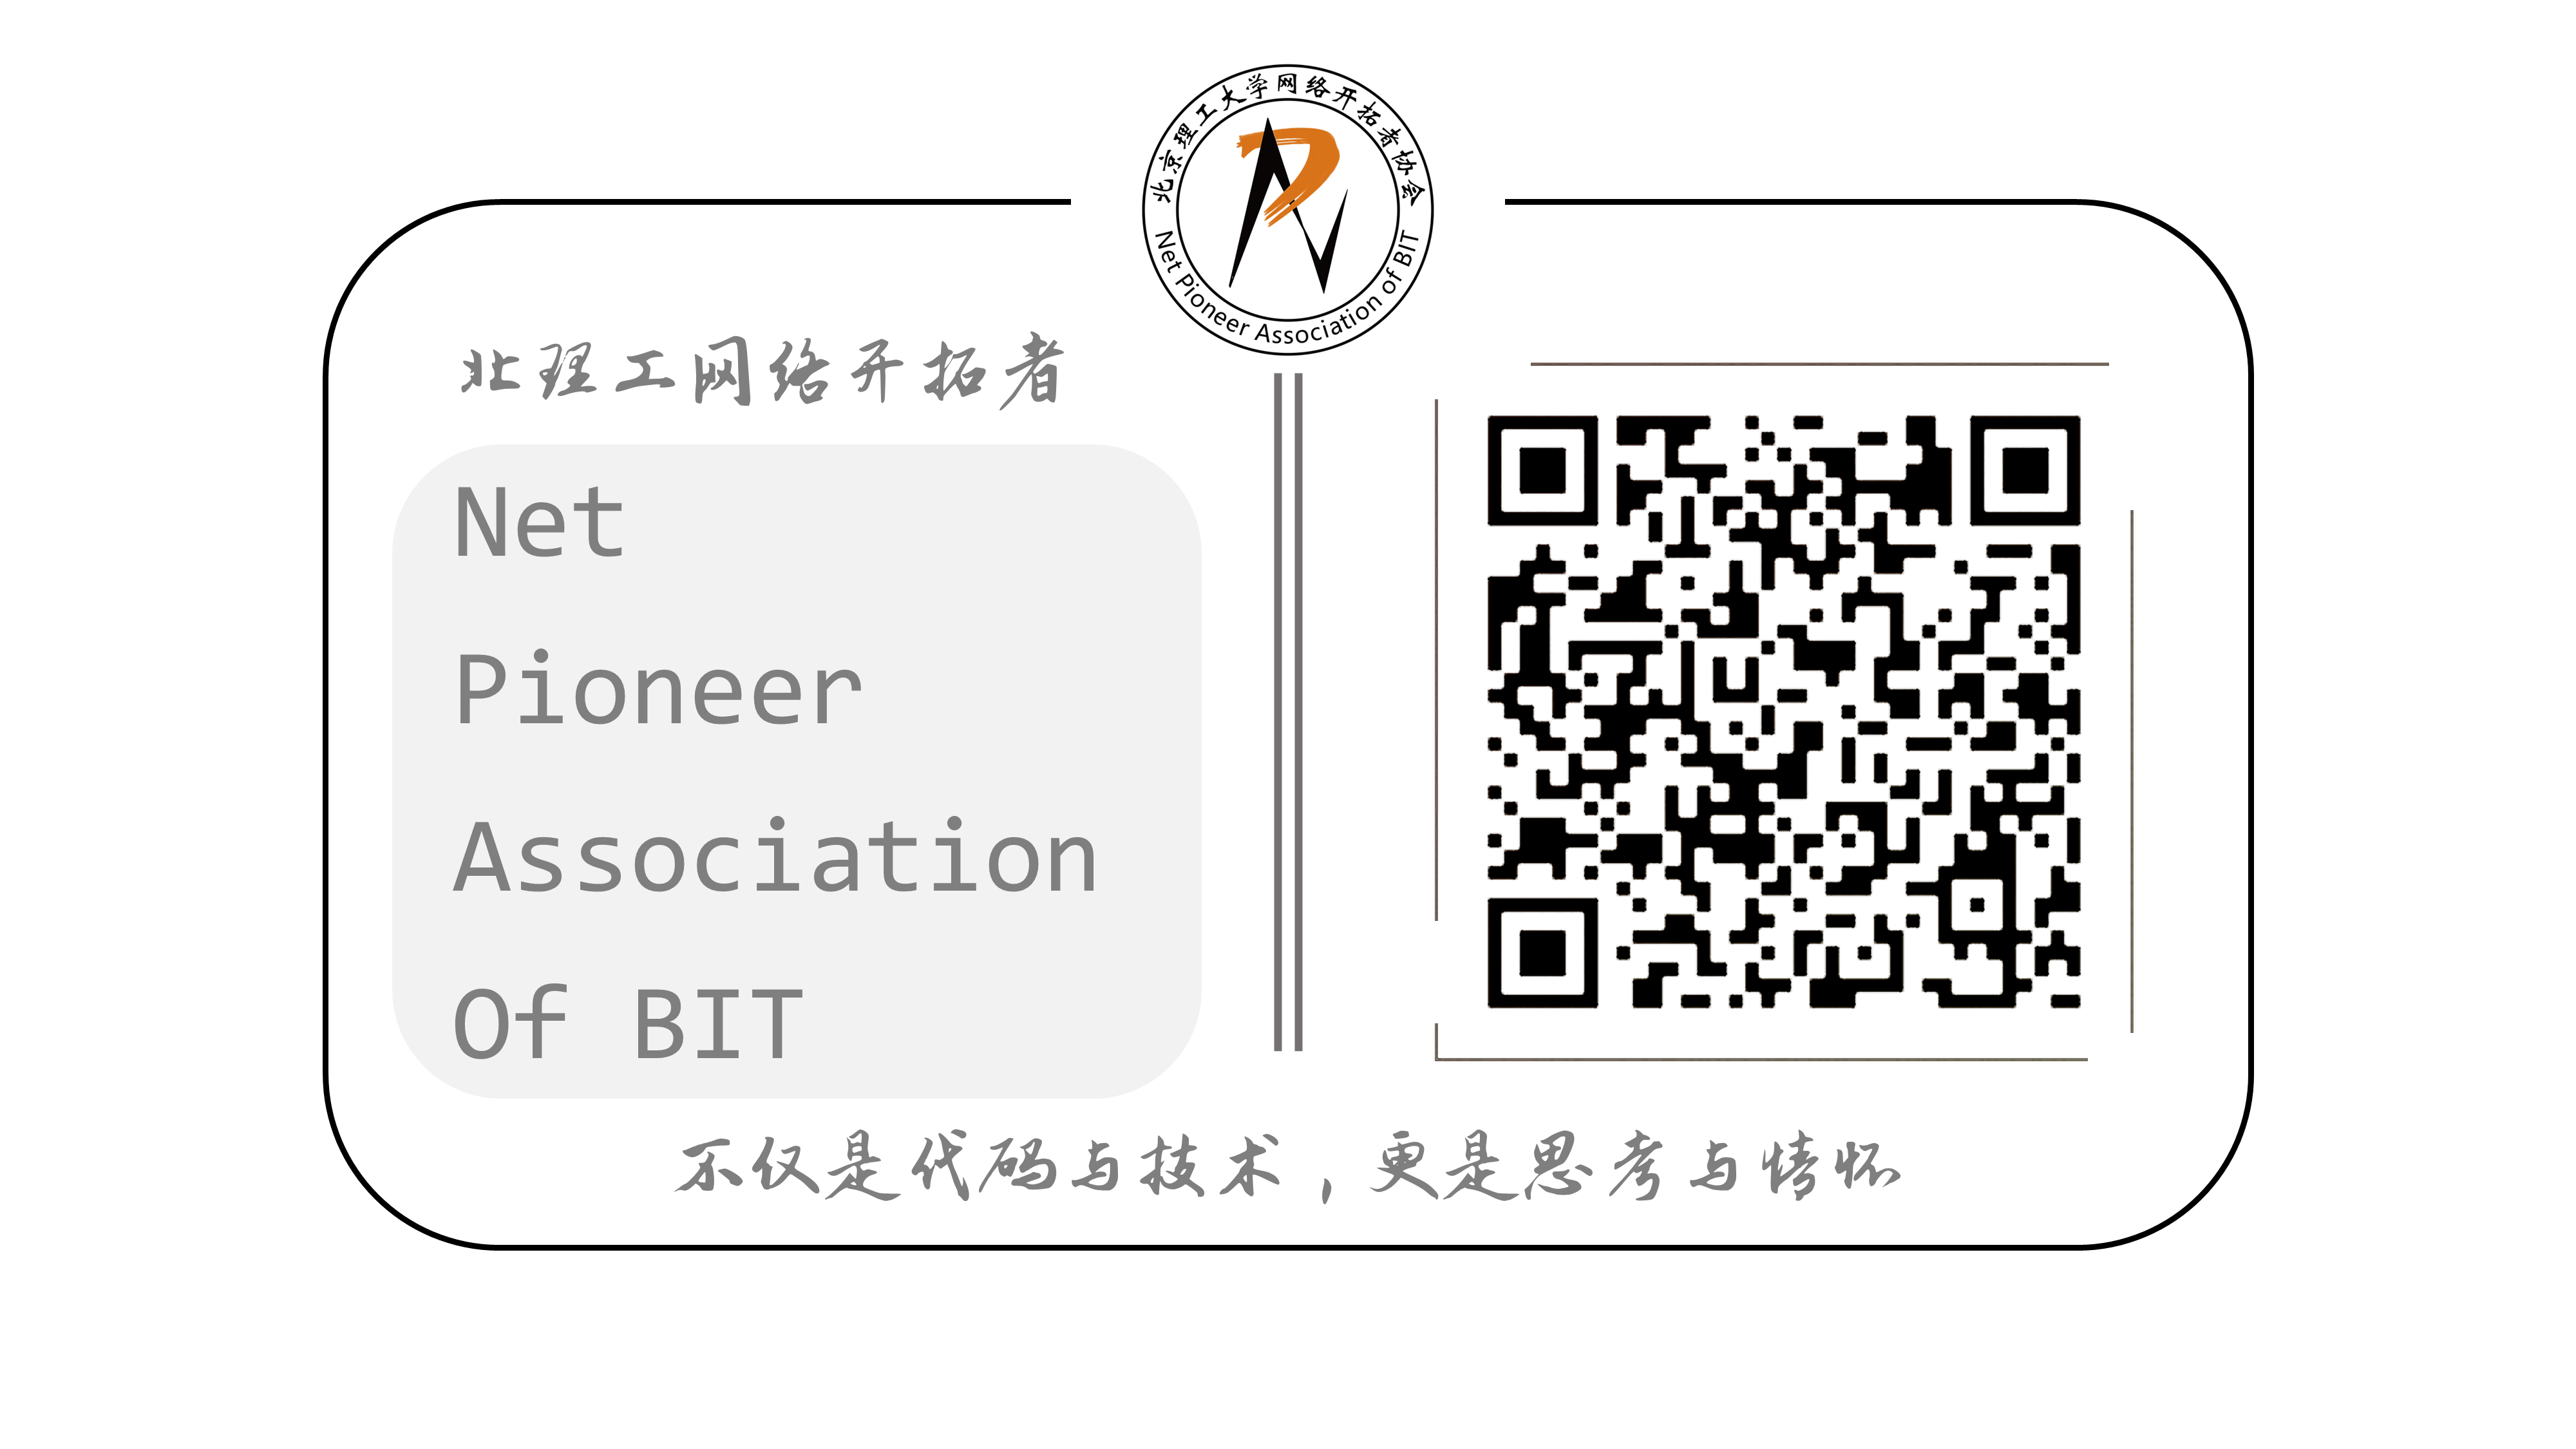 北京理工大学网络开拓者协会
Net Pioneer Association of BIT
北理工网络开拓者
Net
Pioneer
Association
Of BIT
不仅是代码与技术，更是思考与情怀